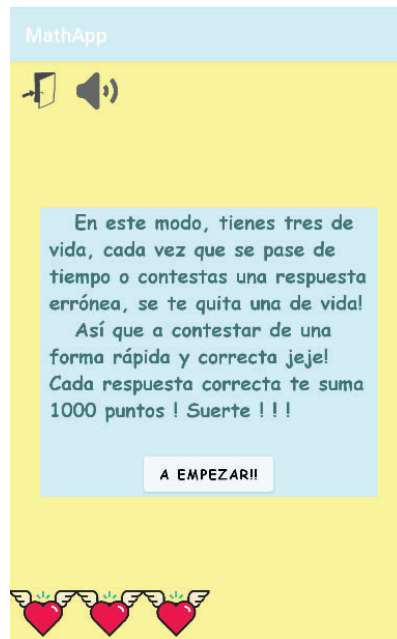 MathApp
En este modo, tienes tres de
vida, cada vez que se pase de
tiempo o contestas una respuesta
errónea, se te quita una de vida!
Así que a contestar de una
forma rápida y correcta jeje!
Cada respuesta correcta te suma
1000 puntos ! Suerte ! ! !
A EMPEZAR!!